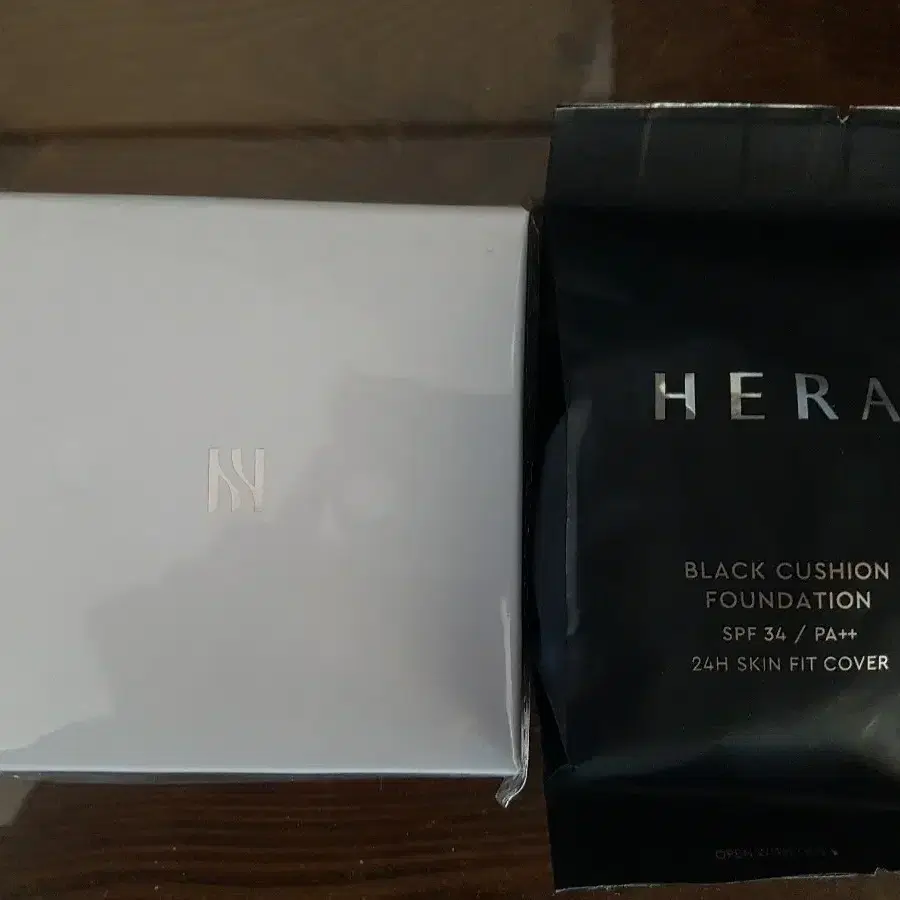 HERA
BLACK CUSHION
FOUNDATION
SPF 34 / PA++
24H SKIN FIT COVER